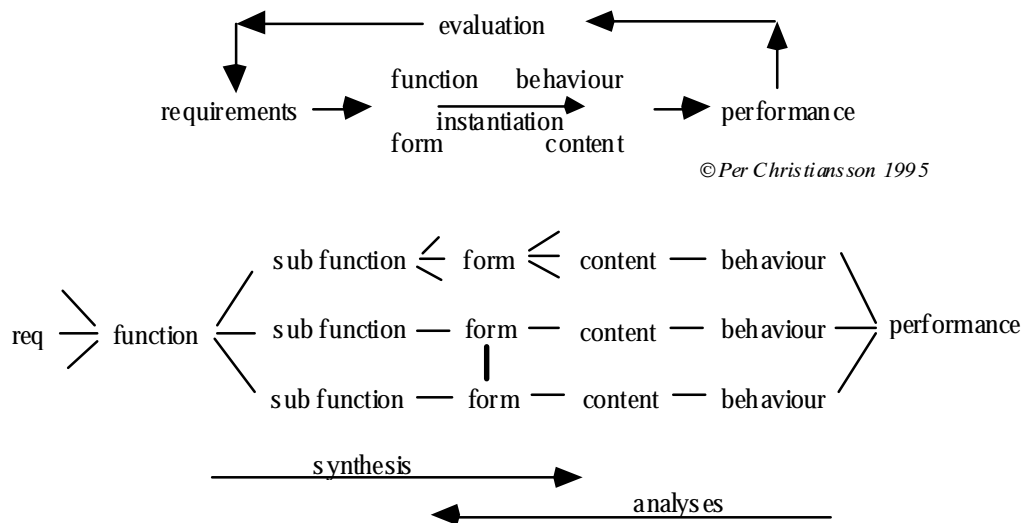 evaluation
function behaviour
requirements instantiation performance
form content
©Per Christiansson 1995
sub function form content behaviour
req function sub function form content behaviour performance
sub function form content behaviour
synthesis
analyses